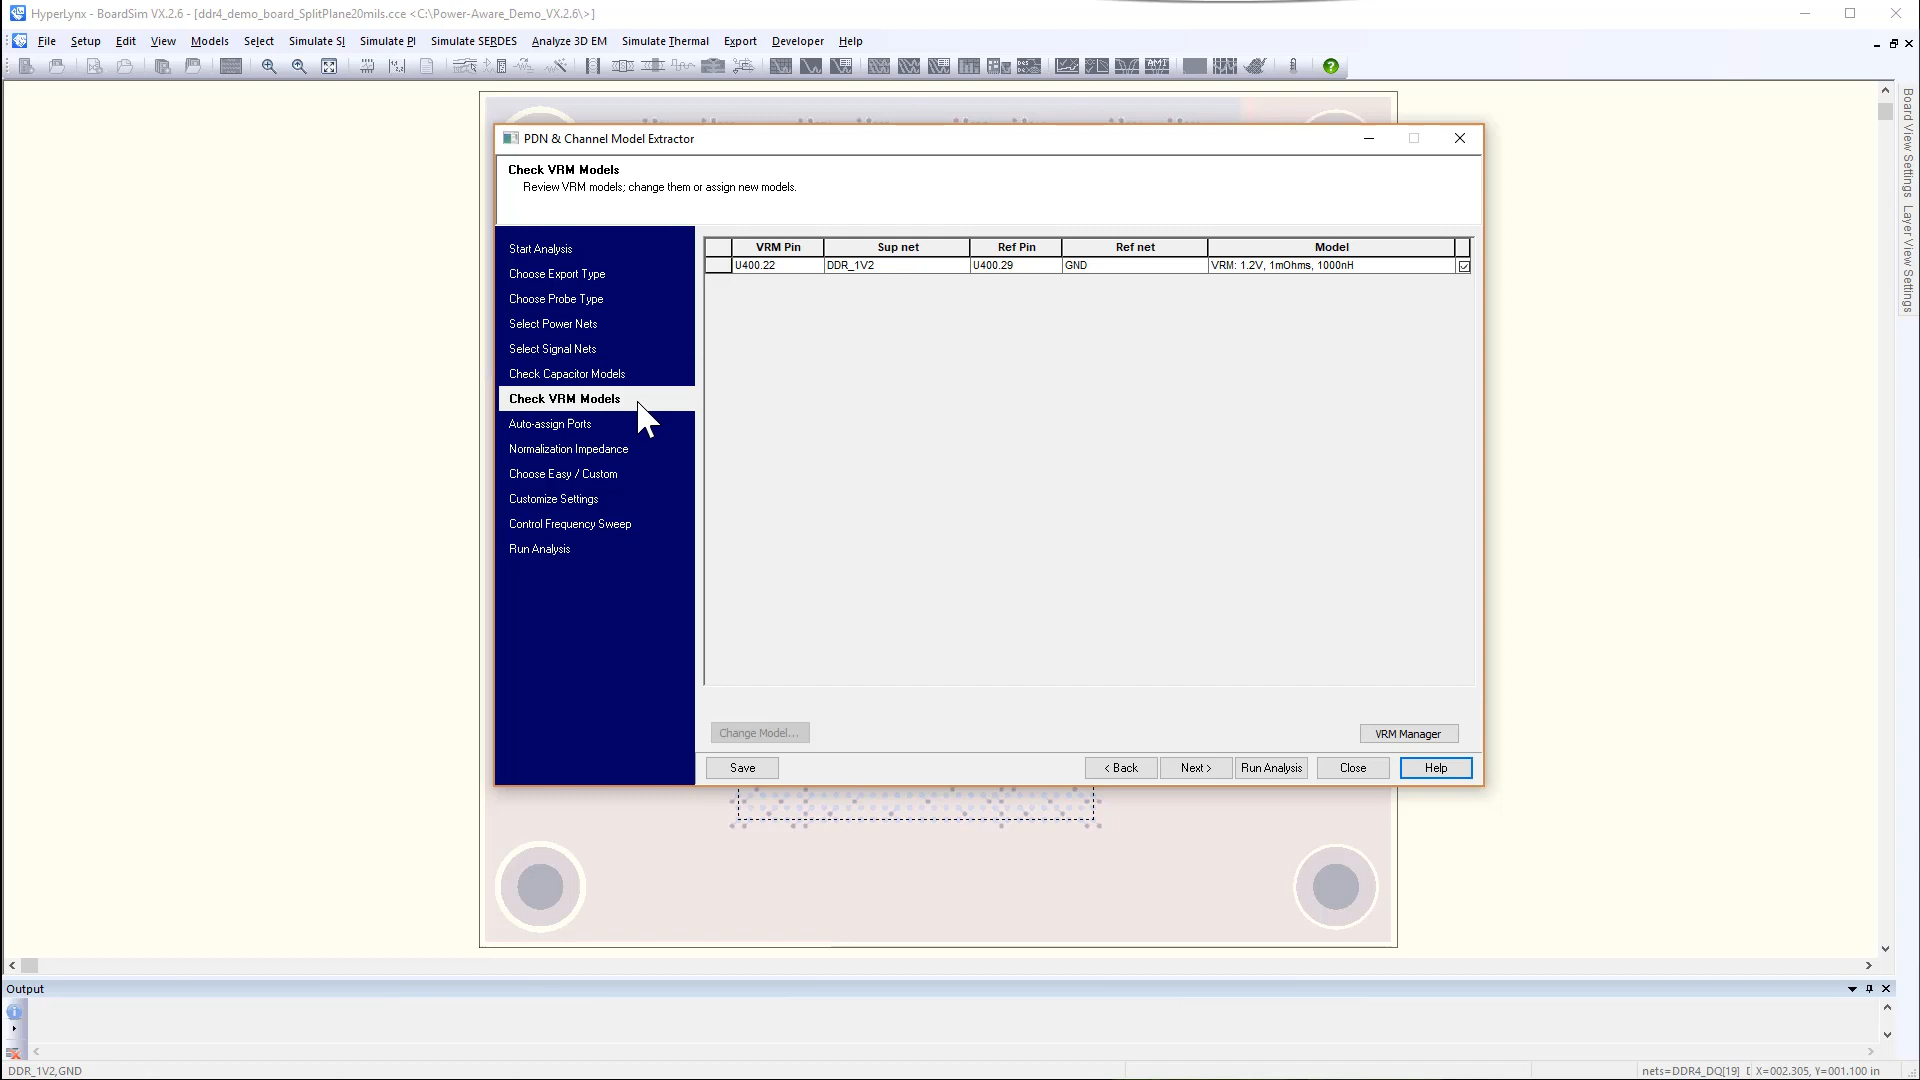 HyperLynx - BoardSim VX.2.6 - [ddr4_demo_board_SplitPlane20mils.cce <C:\Power-Aware_Demo_VX.2.6\>]
File Setup Edit View Models Select Simulate SI Simulate PI Simulate SERDES Analyze 3D EM Simulate Thermal Export Developer Help
PDN & Channel Model Extractor
Check VRM Models
Review VRM models; change them or assign new models.
Start Analysis
Choose Export Type
Choose Probe Type
Select Power Nets
Select Signal Nets
Check Capacitor Models
Check VRM Models
Auto-assign Ports
Normalization Impedance
Choose Easy / Custom
Customize Settings
Control Frequency Sweep
Run Analysis
VRM Pin Sup net Ref Pin Ref net Model
U400.22 DDR_1V2 U400.29 GND VRM: 1.2V, 1mOhms, 1000nH
Change Model...
VRM Manager
Save < Back Next > Run Analysis Close Help
Board View Settings
Layer View Settings
Output
DDR_1V2,GND
nets=DDR4_DQ[19] X=002.305, Y=001.100 in